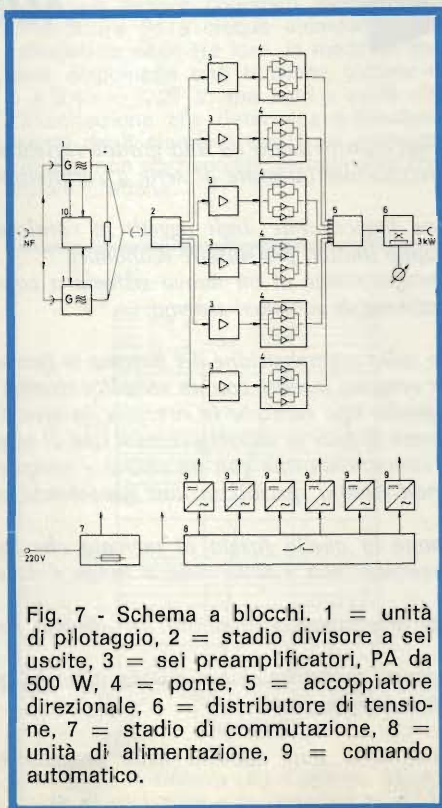 3
4
3
4
1
G
5
6
NF
10
2
3
4
3 kW
1
G
3
4
3
4
3
4
9
9
9
9
9
9
7
8
220 V
Fig. 7 - Schema a blocchi. 1 = unità
di pilotaggio, 2 = stadio divisore a sei
uscite, 3 = sei preamplificatori, PA da
500 W, 4 = ponte, 5 = accoppiatore
direzionale, 6 = distributore di tensio-
ne, 7 = stadio di commutazione, 8 =
unità di alimentazione, 9 = comando
automatico.